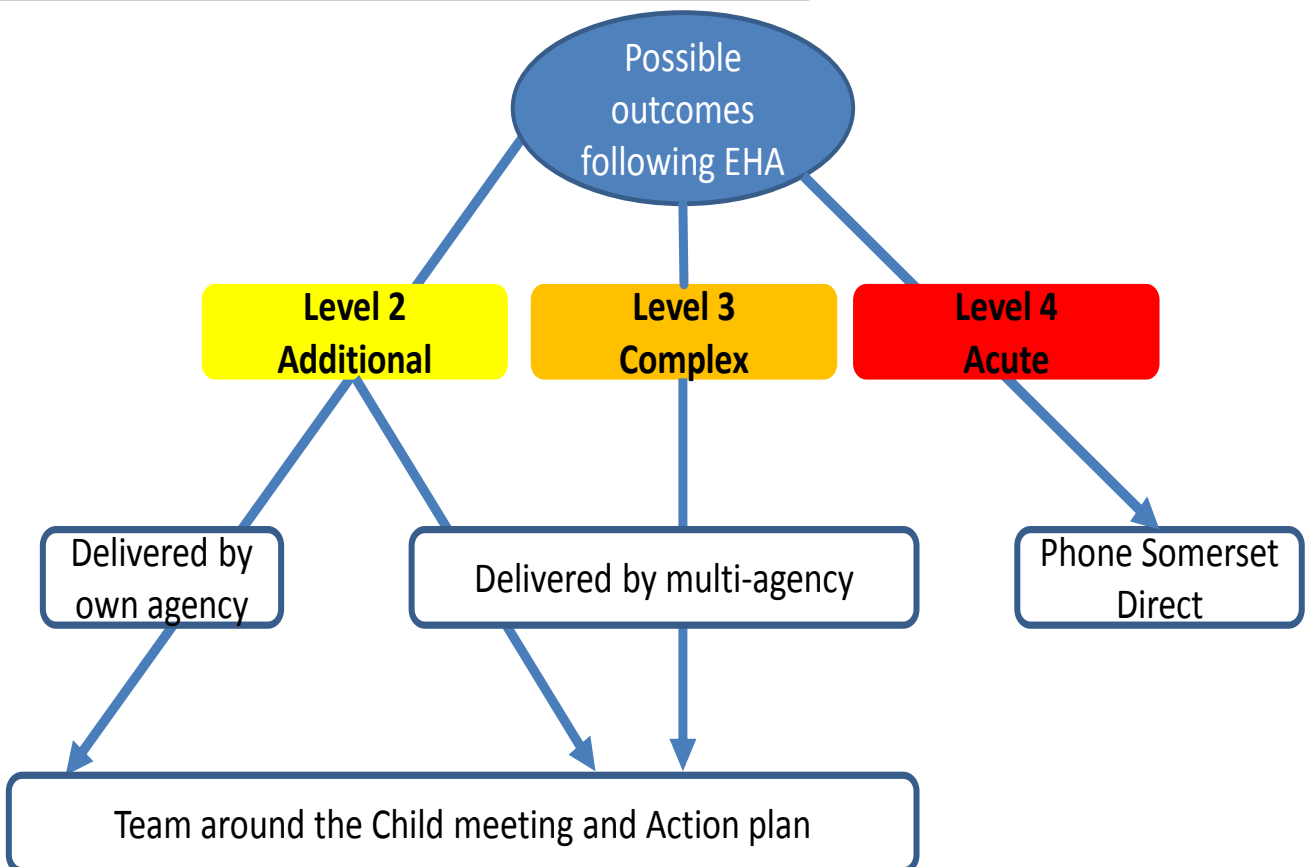 Possible
outcomes
following EHA
Level 2
Additional
Level 3
Complex
Level 4
Acute
Delivered by
own agency
Delivered by multi-agency
Phone Somerset
Direct
Team around the Child meeting and Action plan